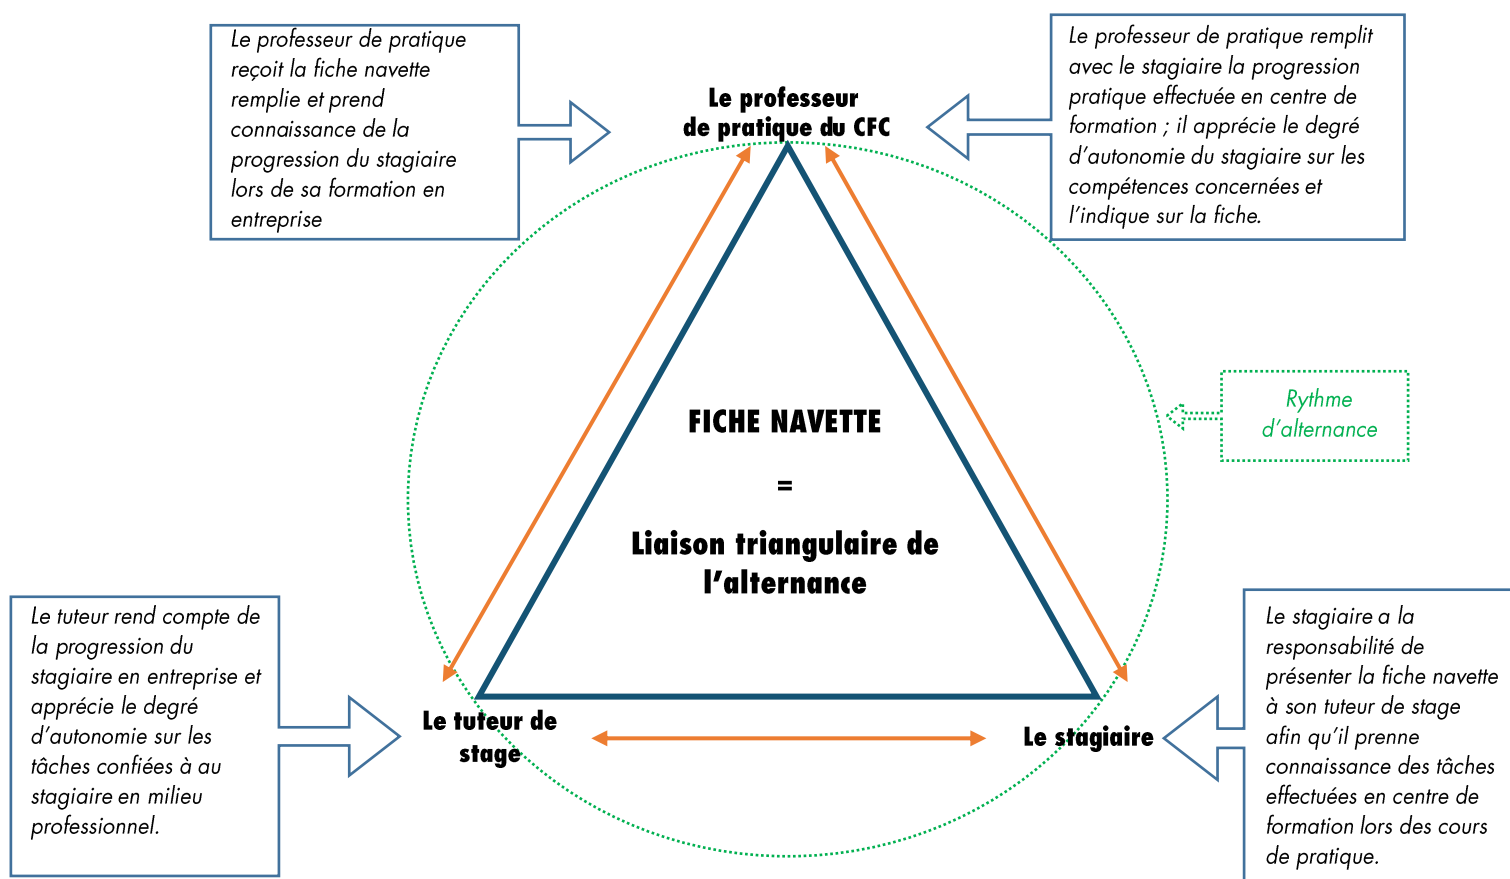 Le professeur de pratique
reçoit la fiche navette
remplie et prend
connaissance de la
progression du stagiaire
lors de sa formation en
entreprise
Le professeur
de pratique du CFC
Le professeur de pratique remplit
avec le stagiaire la progression
pratique effectuée en centre de
formation ; il apprécie le degré
d’autonomie du stagiaire sur les
compétences concernées et
l’indique sur la fiche.
FICHE NAVETTE
=
Liaison triangulaire de
l’alternance
Rythme
d’alternance
Le tuteur rend compte de
la progression du
stagiaire en entreprise et
apprécie le degré
d’autonomie sur les
tâches confiées à au
stagiaire en milieu
professionnel.
Le tuteur de
stage
Le stagiaire
Le stagiaire a la
responsabilité de
présenter la fiche navette
à son tuteur de stage
afin qu’il prenne
connaissance des tâches
effectuées en centre de
formation lors des cours
de pratique.